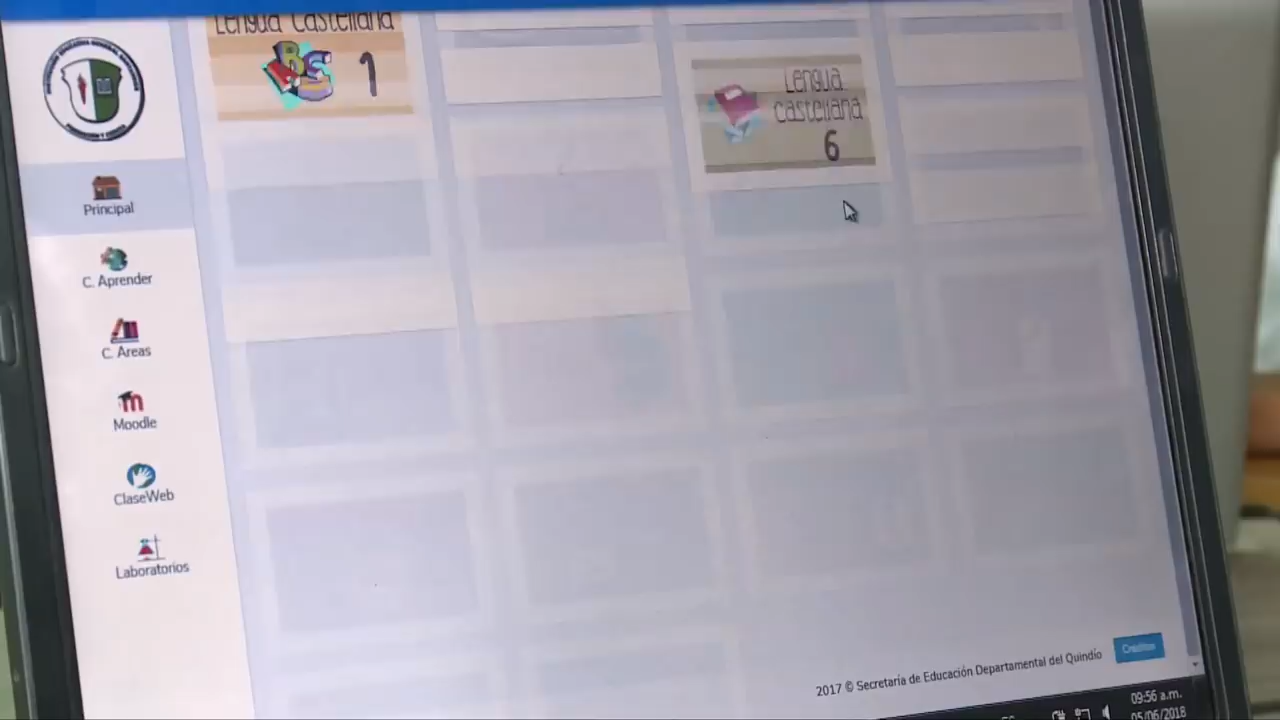 Lengua Castellana
1
Lengua
castellana
6
Principal
C. Aprender
C. Areas
Moodle
ClaseWeb
Laboratorios
2017 © Secretaría de Educación Departamental del Quindío
Créditos
09:56 a.m.
05/06/2018